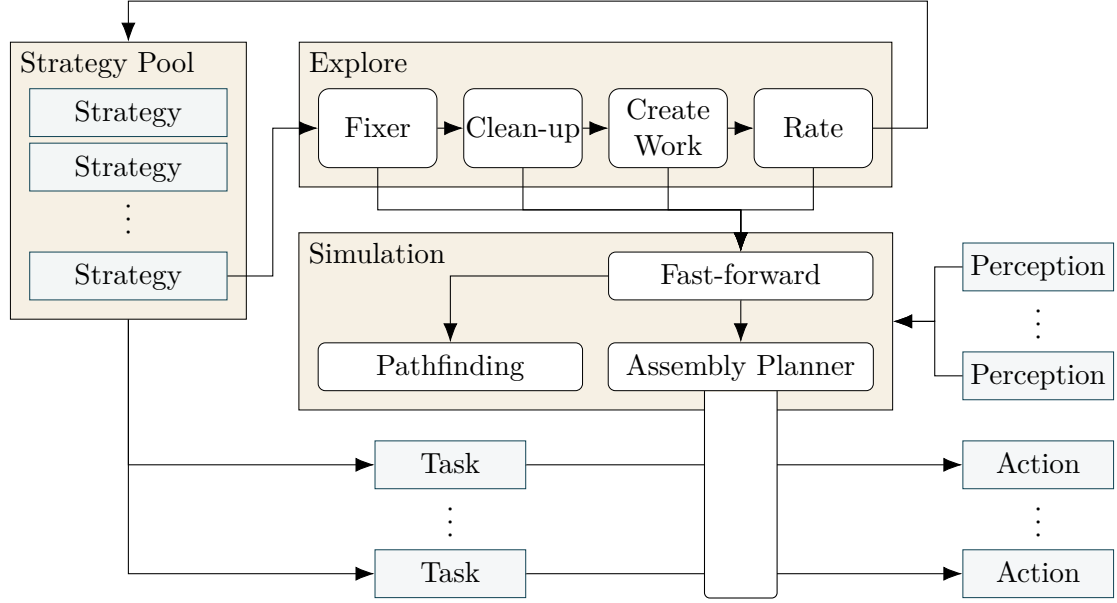 Strategy Pool
Strategy
Strategy
⋮
Strategy
Explore
Fixer
Clean-up
Create
Work
Rate
Simulation
Fast-forward
Pathfinding
Assembly Planner
Perception
⋮
Perception
Task
⋮
Task
Action
⋮
Action